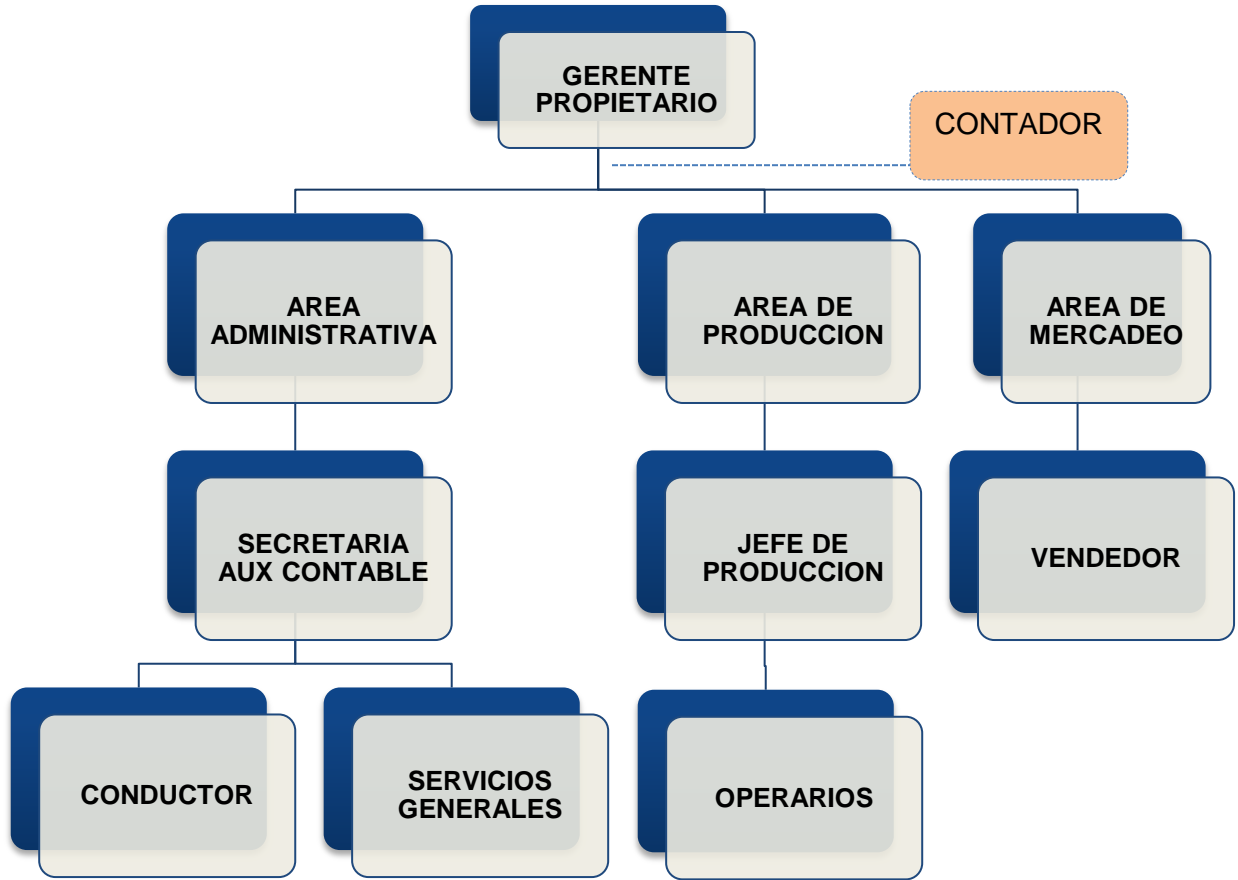 GERENTE
PROPIETARIO
CONTADOR
AREA
ADMINISTRATIVA
AREA DE
PRODUCCION
AREA DE
MERCADEO
SECRETARIA
AUX CONTABLE
JEFE DE
PRODUCCION
VENDEDOR
CONDUCTOR
SERVICIOS
GENERALES
OPERARIOS